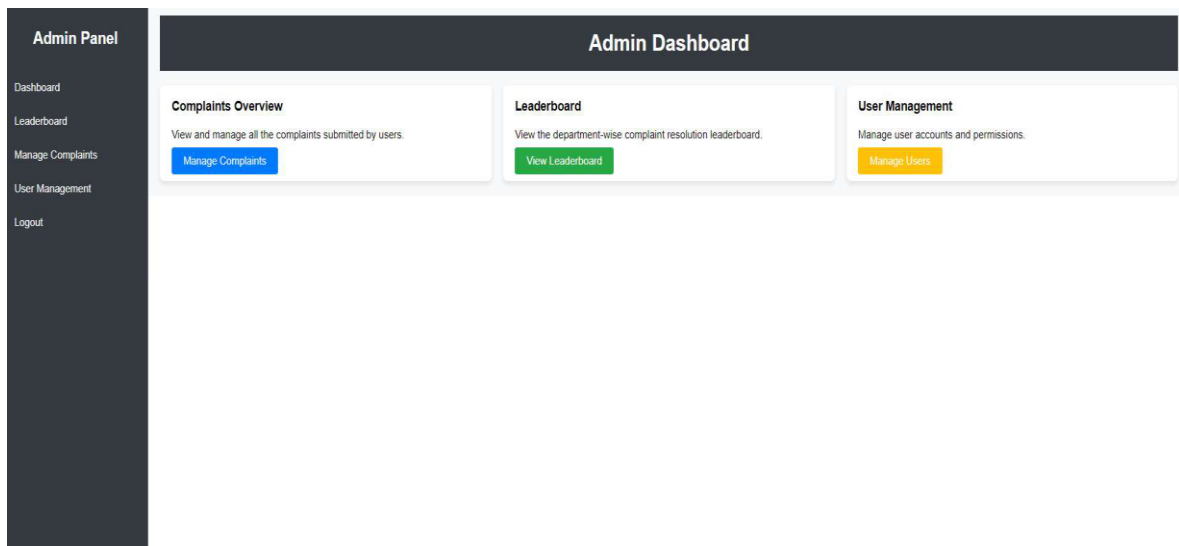 Admin Panel
Dashboard
Leaderboard
Manage Complaints
User Management
Logout
Admin Dashboard
Complaints Overview
View and manage all the complaints submitted by users.
Manage Complaints
Leaderboard
View the department-wise complaint resolution leaderboard.
View Leaderboard
User Management
Manage user accounts and permissions.
Manage Users